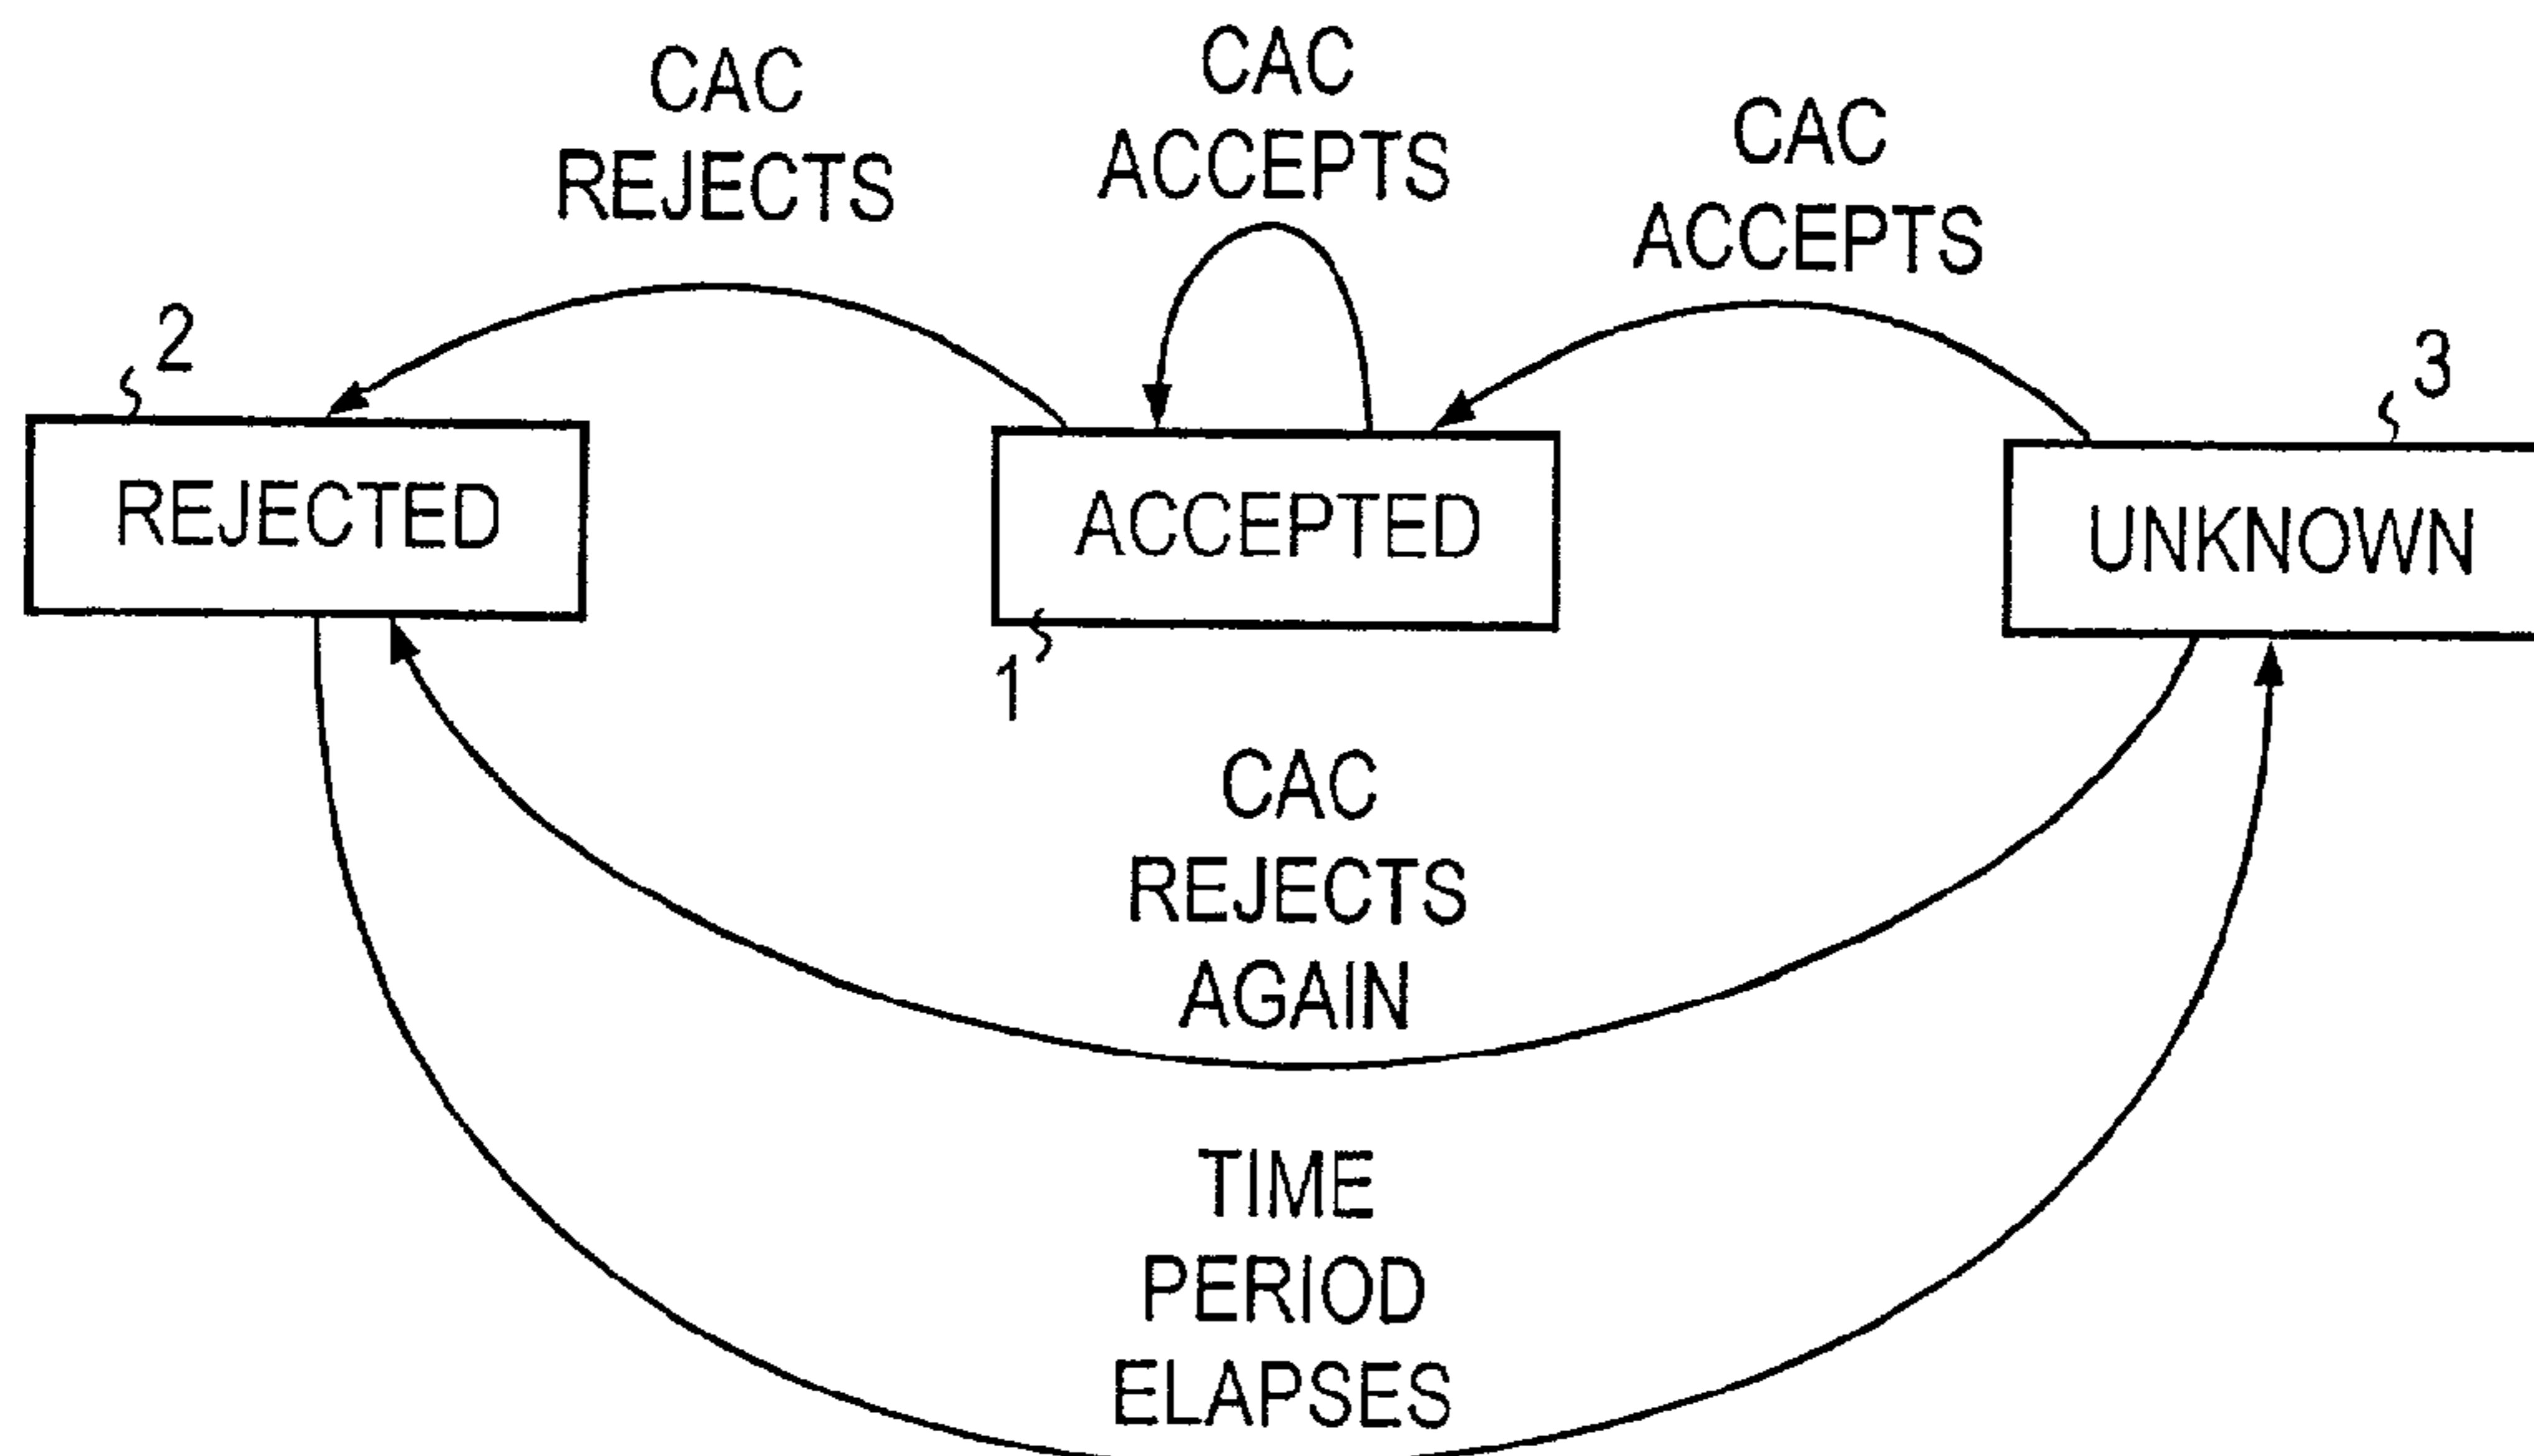 CAC
REJECTS
CAC
ACCEPTS
CAC
ACCEPTS
2
3
REJECTED
ACCEPTED
UNKNOWN
1
CAC
REJECTS
AGAIN
TIME
PERIOD
ELAPSES